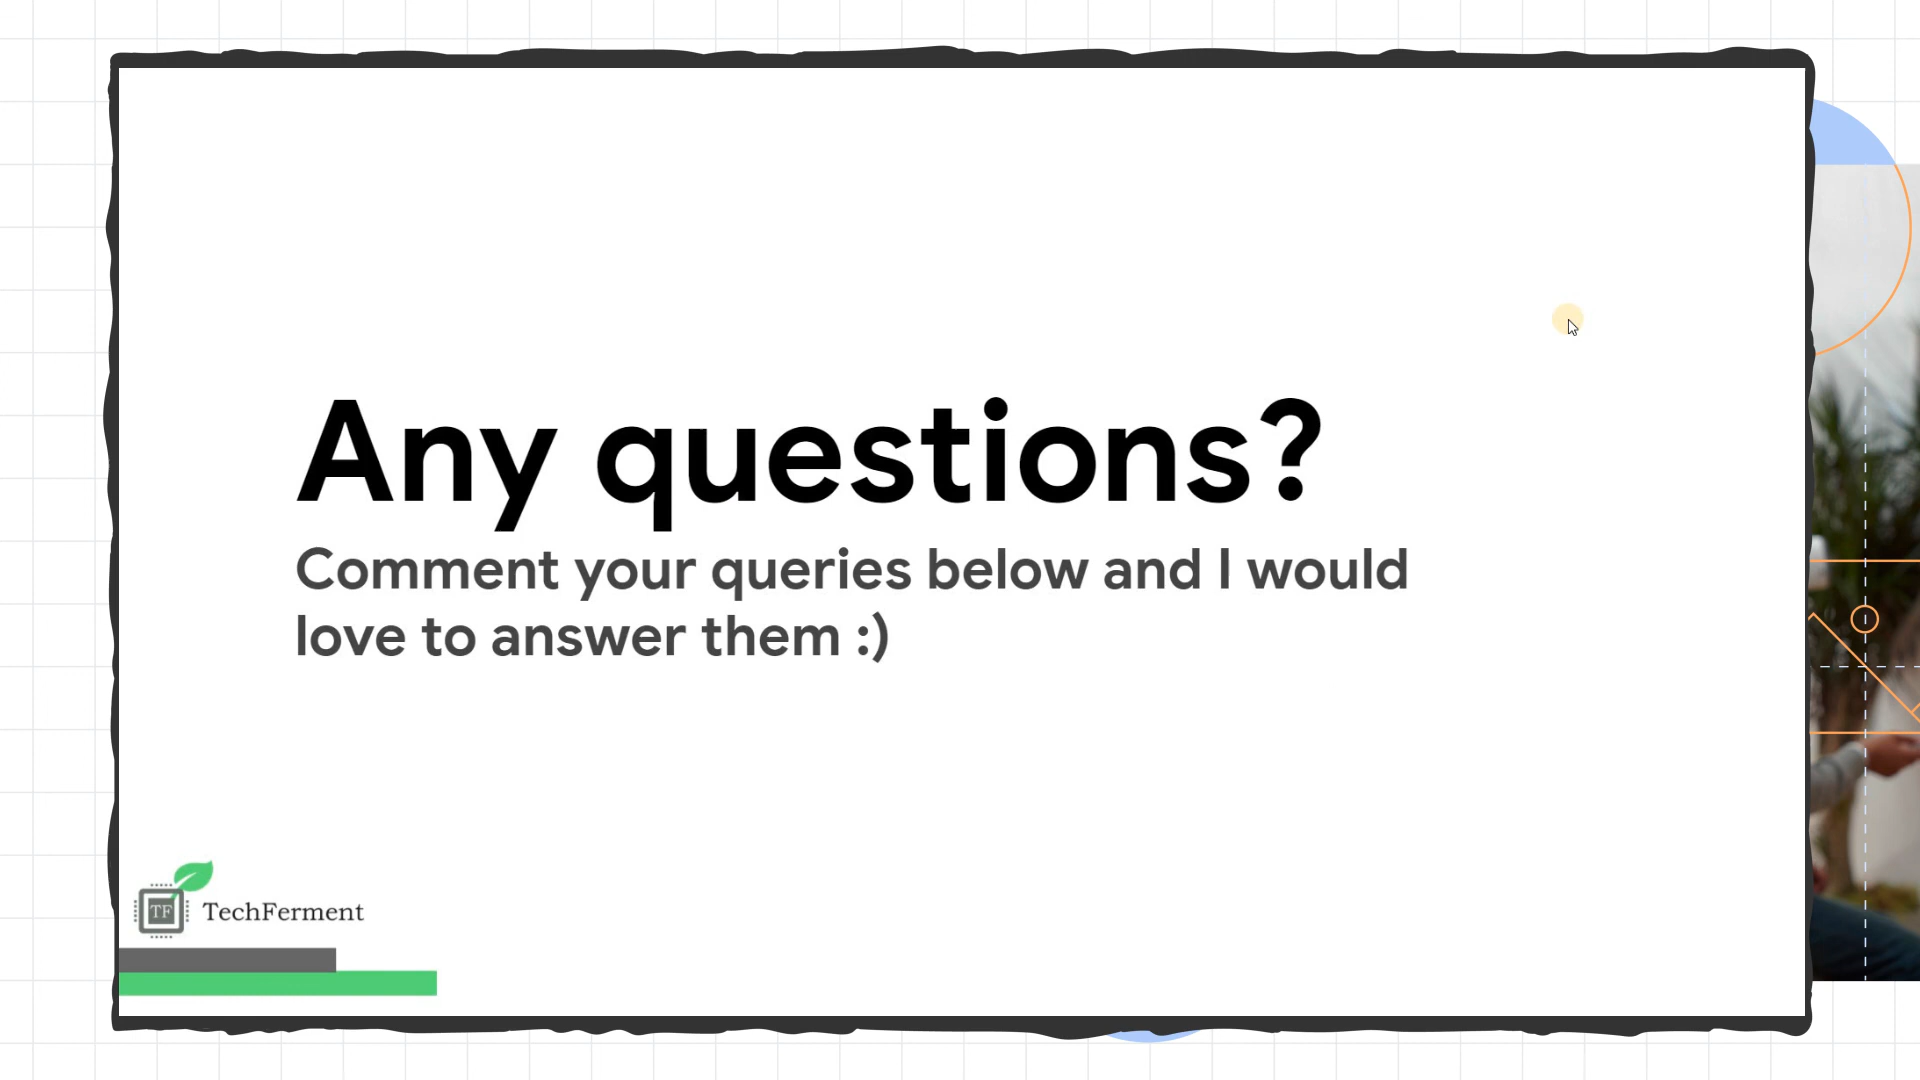 Any questions?
Comment your queries below and I would
love to answer them :)
TF
TechFerment